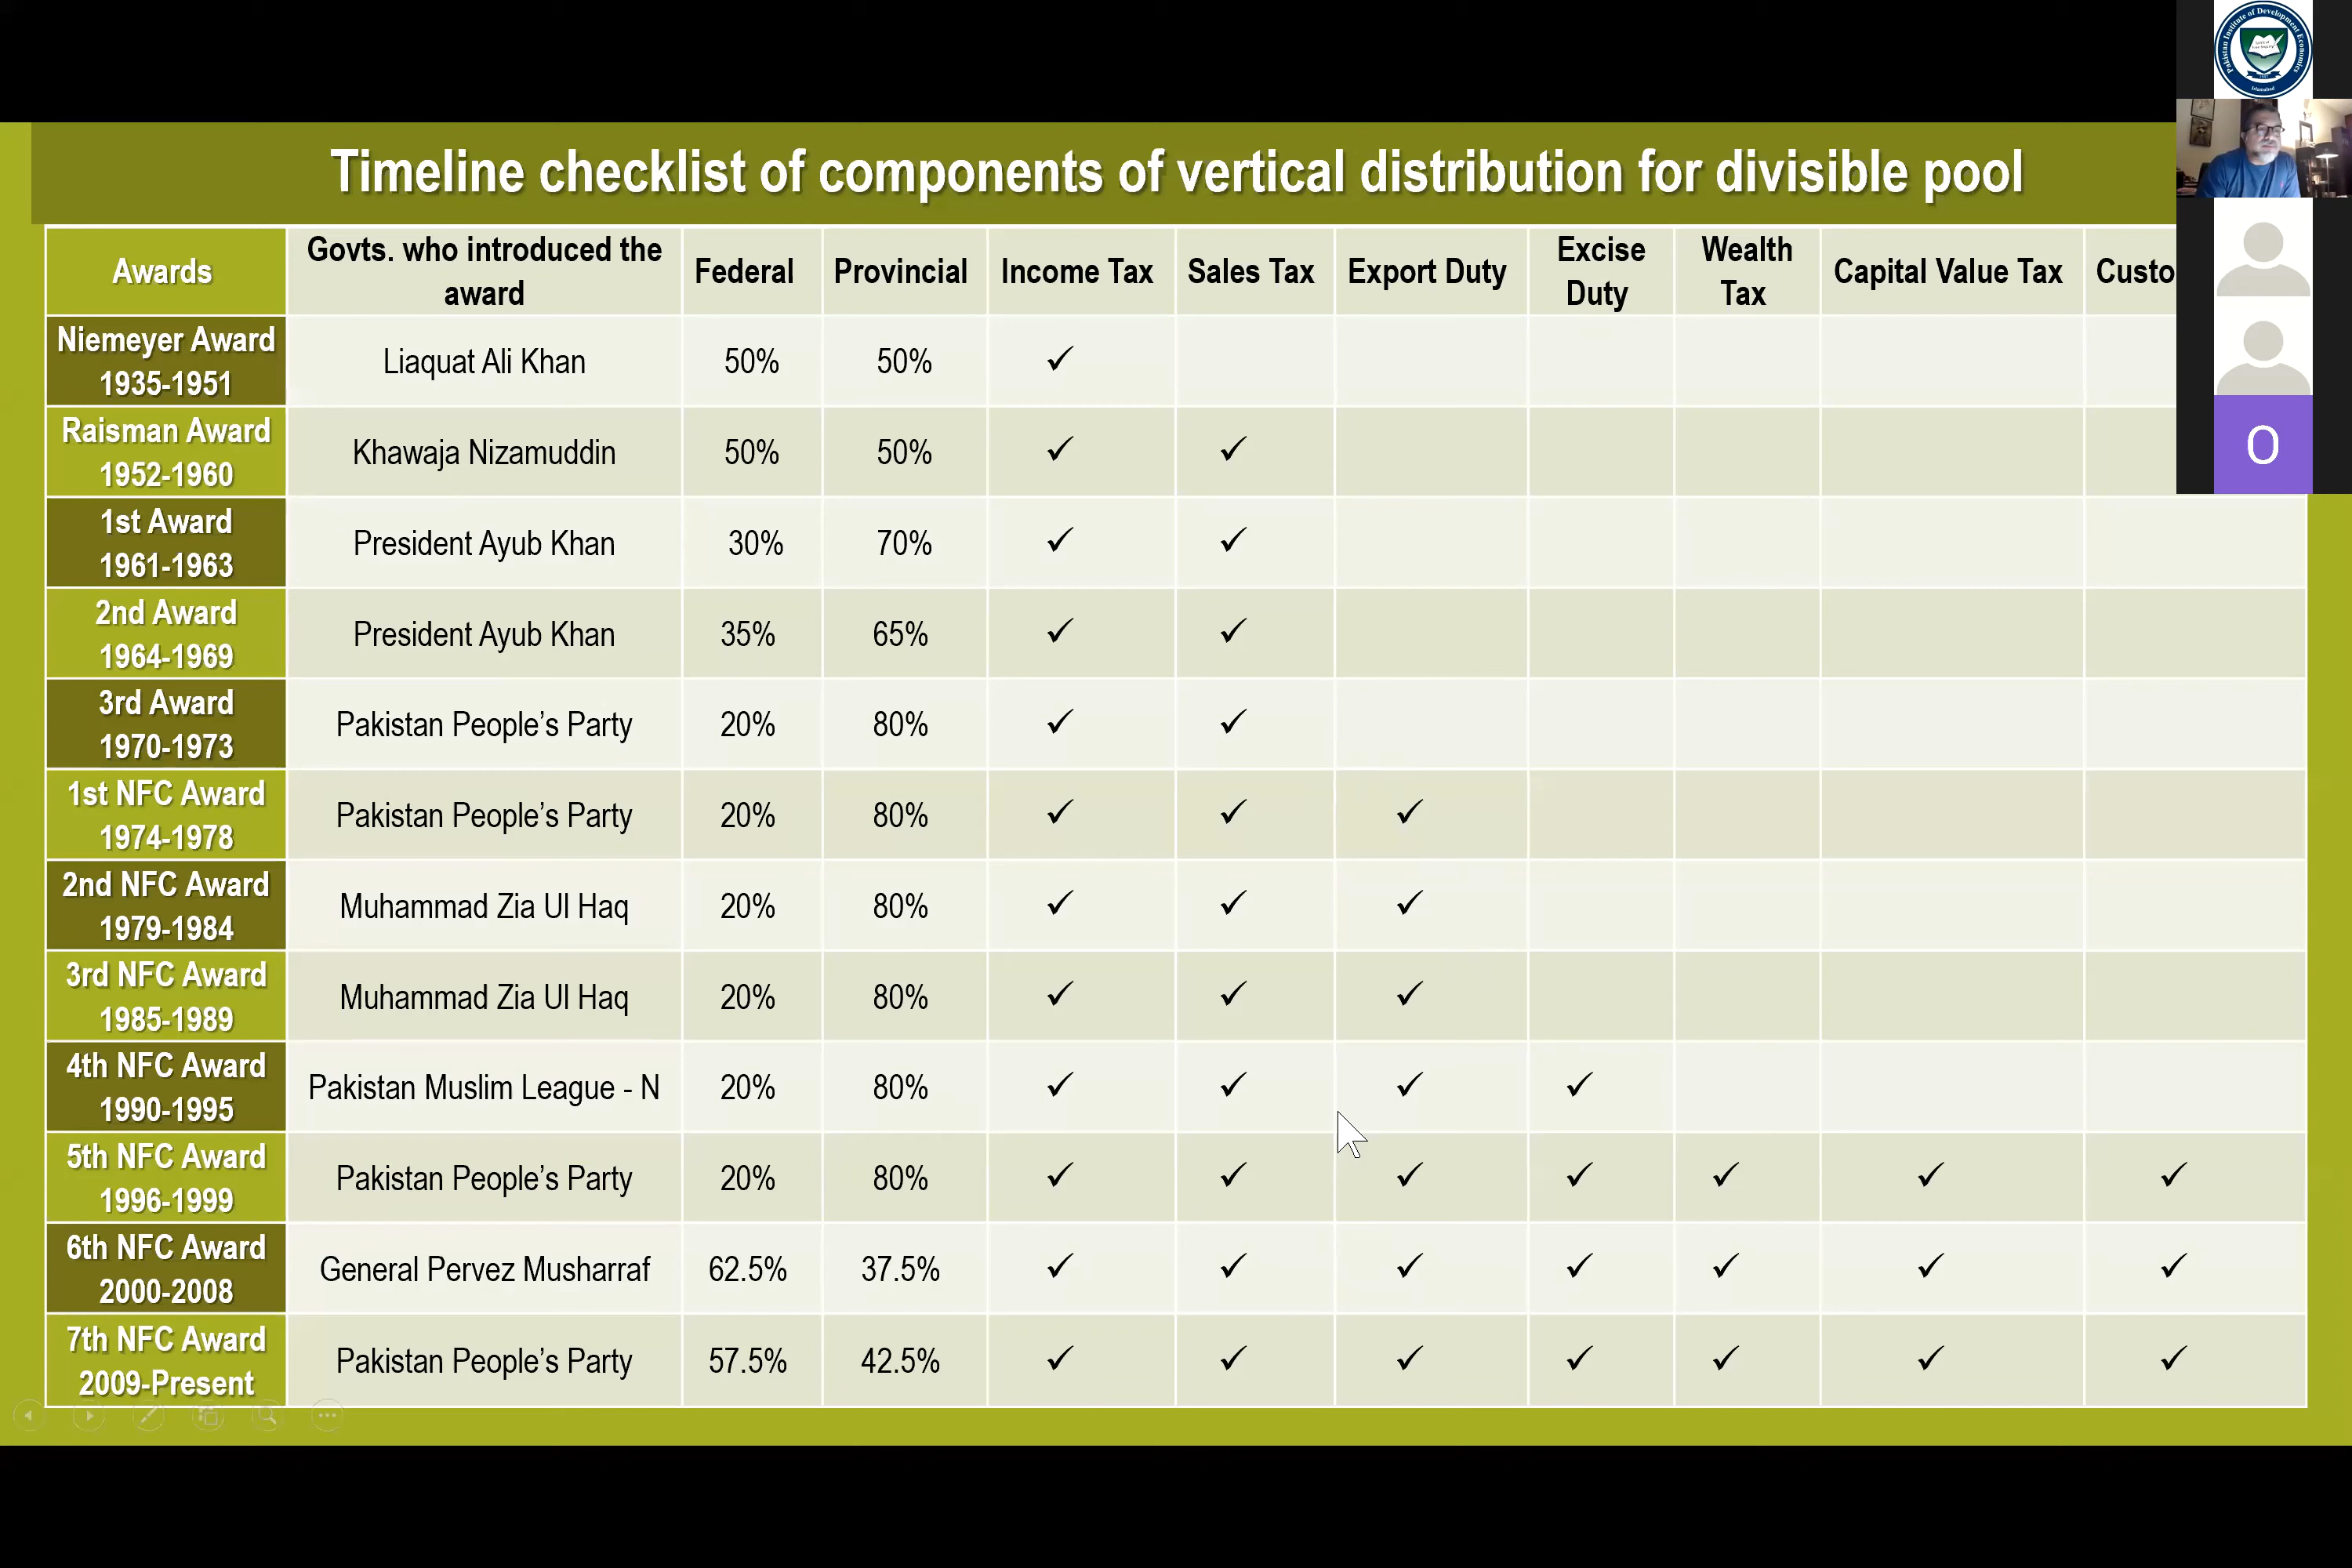 Pakistan Institute of Development Economics
Islamabad
Timeline checklist of components of vertical distribution for divisible pool
Awards Govts. who introduced the award Federal Provincial Income Tax Sales Tax Export Duty Excise Duty Wealth Tax Capital Value Tax Custo
Niemeyer Award 1935-1951 Liaquat Ali Khan 50% 50% ✓
Raisman Award 1952-1960 Khawaja Nizamuddin 50% 50% ✓ ✓
O
1st Award 1961-1963 President Ayub Khan 30% 70% ✓ ✓
2nd Award 1964-1969 President Ayub Khan 35% 65% ✓ ✓
3rd Award 1970-1973 Pakistan People's Party 20% 80% ✓ ✓
1st NFC Award 1974-1978 Pakistan People's Party 20% 80% ✓ ✓ ✓
2nd NFC Award 1979-1984 Muhammad Zia Ul Haq 20% 80% ✓ ✓ ✓
3rd NFC Award 1985-1989 Muhammad Zia Ul Haq 20% 80% ✓ ✓ ✓
4th NFC Award 1990-1995 Pakistan Muslim League - N 20% 80% ✓ ✓ ✓ ✓
5th NFC Award 1996-1999 Pakistan People's Party 20% 80% ✓ ✓ ✓ ✓ ✓ ✓ ✓
6th NFC Award 2000-2008 General Pervez Musharraf 62.5% 37.5% ✓ ✓ ✓ ✓ ✓ ✓ ✓
7th NFC Award 2009-Present Pakistan People's Party 57.5% 42.5% ✓ ✓ ✓ ✓ ✓ ✓ ✓